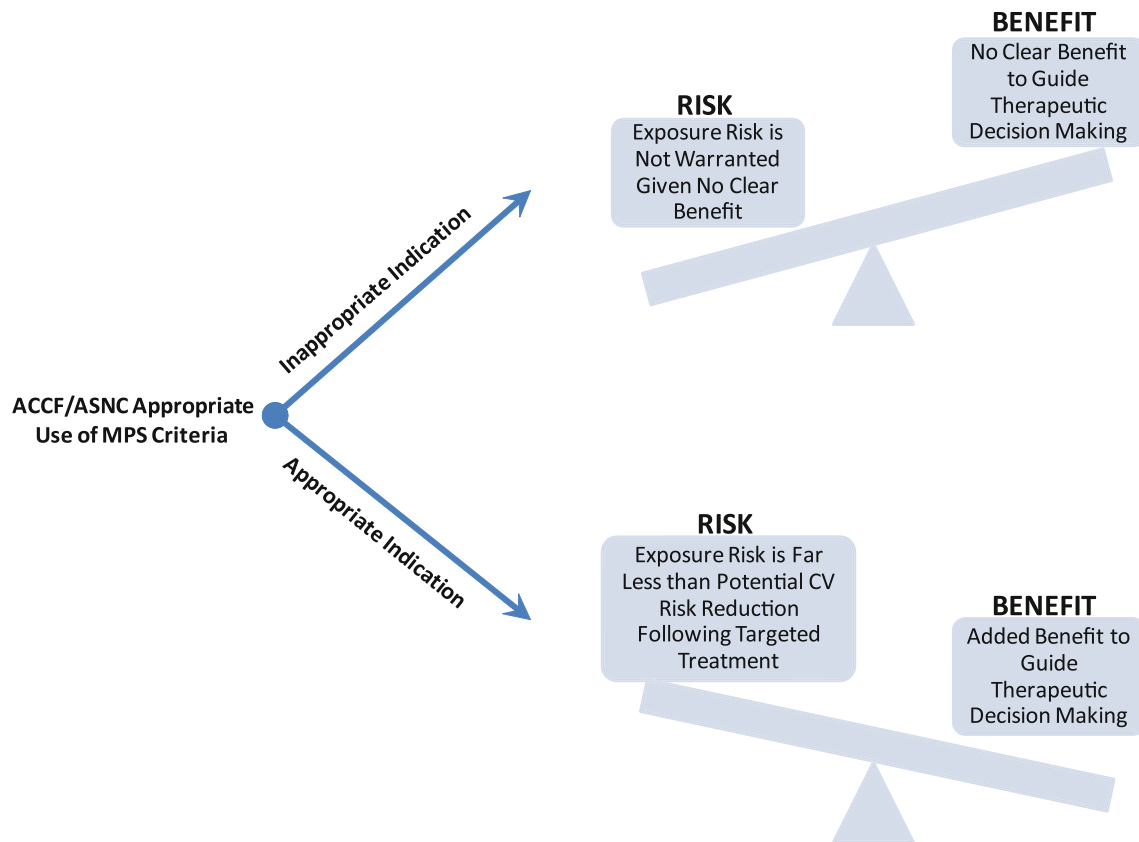 ACCF/ASNC Appropriate
Use of MPS Criteria
Inappropriate Indication
Appropriate Indication
RISK
Exposure Risk is
Not Warranted
Given No Clear
Benefit
BENEFIT
No Clear Benefit
to Guide
Therapeutic
Decision Making
RISK
Exposure Risk is Far
Less than Potential CV
Risk Reduction
Following Targeted
Treatment
BENEFIT
Added Benefit to
Guide
Therapeutic
Decision Making